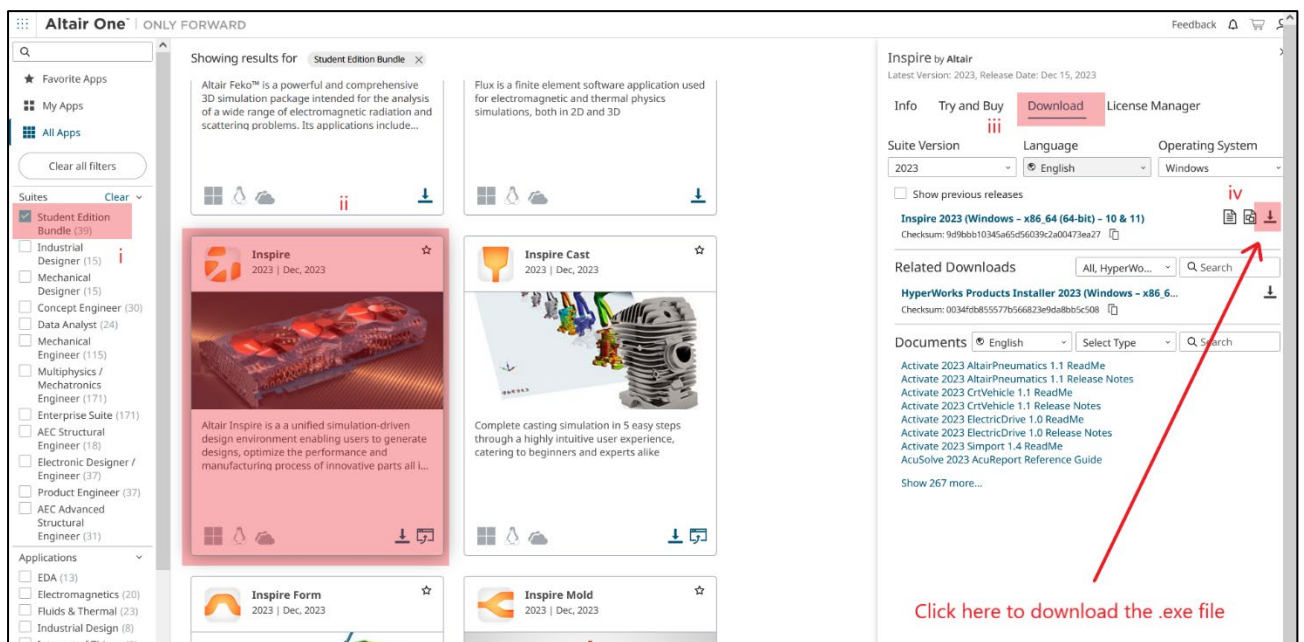 Altair One™ | ONLY FORWARD
Feedback
Favorite Apps
My Apps
All Apps
Clear all filters
Suites
Clear
Student Edition
Bundle (39)
i
Industrial
Designer (15)
Mechanical
Designer (15)
Concept Engineer (30)
Data Analyst (24)
Mechanical
Engineer (115)
Multiphysics /
Mechatronics
Engineer (171)
Enterprise Suite (171)
AEC Structural
Engineer (18)
Electronic Designer /
Engineer (37)
Product Engineer (37)
AEC Advanced
Structural
Engineer (31)
Applications
EDA (13)
Electromagnetics (20)
Fluids & Thermal (23)
Industrial Design (8)
Showing results for Student Edition Bundle
Altair Feko™ is a powerful and comprehensive
3D simulation package intended for the analysis
of a wide range of electromagnetic radiation and
scattering problems. Its applications include...
ii
Flux is a finite element software application used
for electromagnetic and thermal physics
simulations, both in 2D and 3D
Inspire
2023 | Dec, 2023
Altair Inspire is a a unified simulation-driven
design environment enabling users to generate
designs, optimize the performance and
manufacturing process of innovative parts all i...
Inspire Cast
2023 | Dec, 2023
Complete casting simulation in 5 easy steps
through a highly intuitive user experience,
catering to beginners and experts alike
Inspire Form
2023 | Dec, 2023
Inspire Mold
2023 | Dec, 2023
Inspire by Altair
Latest Version: 2023, Release Date: Dec 15, 2023
Info Try and Buy Download License Manager
iii
Suite Version Language Operating System
2023 English Windows
Show previous releases
iv
Inspire 2023 (Windows – x86_64 (64-bit) – 10 & 11)
Checksum: 9d9bbb10345a65d56039c2a00473ea27
Related Downloads All, HyperWo... Search
HyperWorks Products Installer 2023 (Windows – x86_6...
Checksum: 0034fdb855577b566823e9da8bb5c508
Documents English Select Type Search
Activate 2023 AltairPneumatics 1.1 ReadMe
Activate 2023 AltairPneumatics 1.1 Release Notes
Activate 2023 CrtVehicle 1.1 ReadMe
Activate 2023 CrtVehicle 1.1 Release Notes
Activate 2023 ElectricDrive 1.0 ReadMe
Activate 2023 ElectricDrive 1.0 Release Notes
Activate 2023 Simport 1.4 ReadMe
AcuSolve 2023 AcuReport Reference Guide
Show 267 more...
Click here to download the .exe file